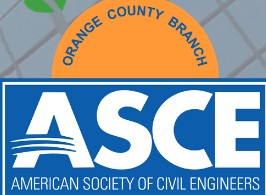 ORANGE COUNTY BRANCH
ASCE
AMERICAN SOCIETY OF CIVIL ENGINEERS